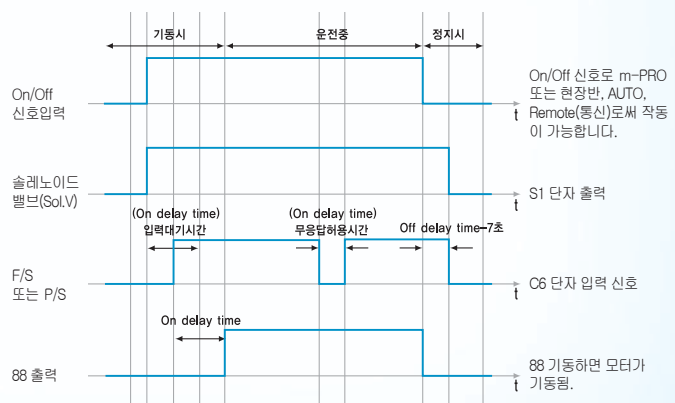 기동시
운전중
정지시
On/Off
신호입력
t
On/Off 신호로 m-PRO
또는 현장반, AUTO,
Remote(통신)로써 작동
이 가능합니다.
솔레노이드
밸브(Sol.V)
t
S1 단자 출력
(On delay time)
입력대기시간
(On delay time)
무응답허용시간
Off delay time-7초
F/S
또는 P/S
t
C6 단자 입력 신호
On delay time
88 출력
t
88 기동하면 모터가
기동됨.